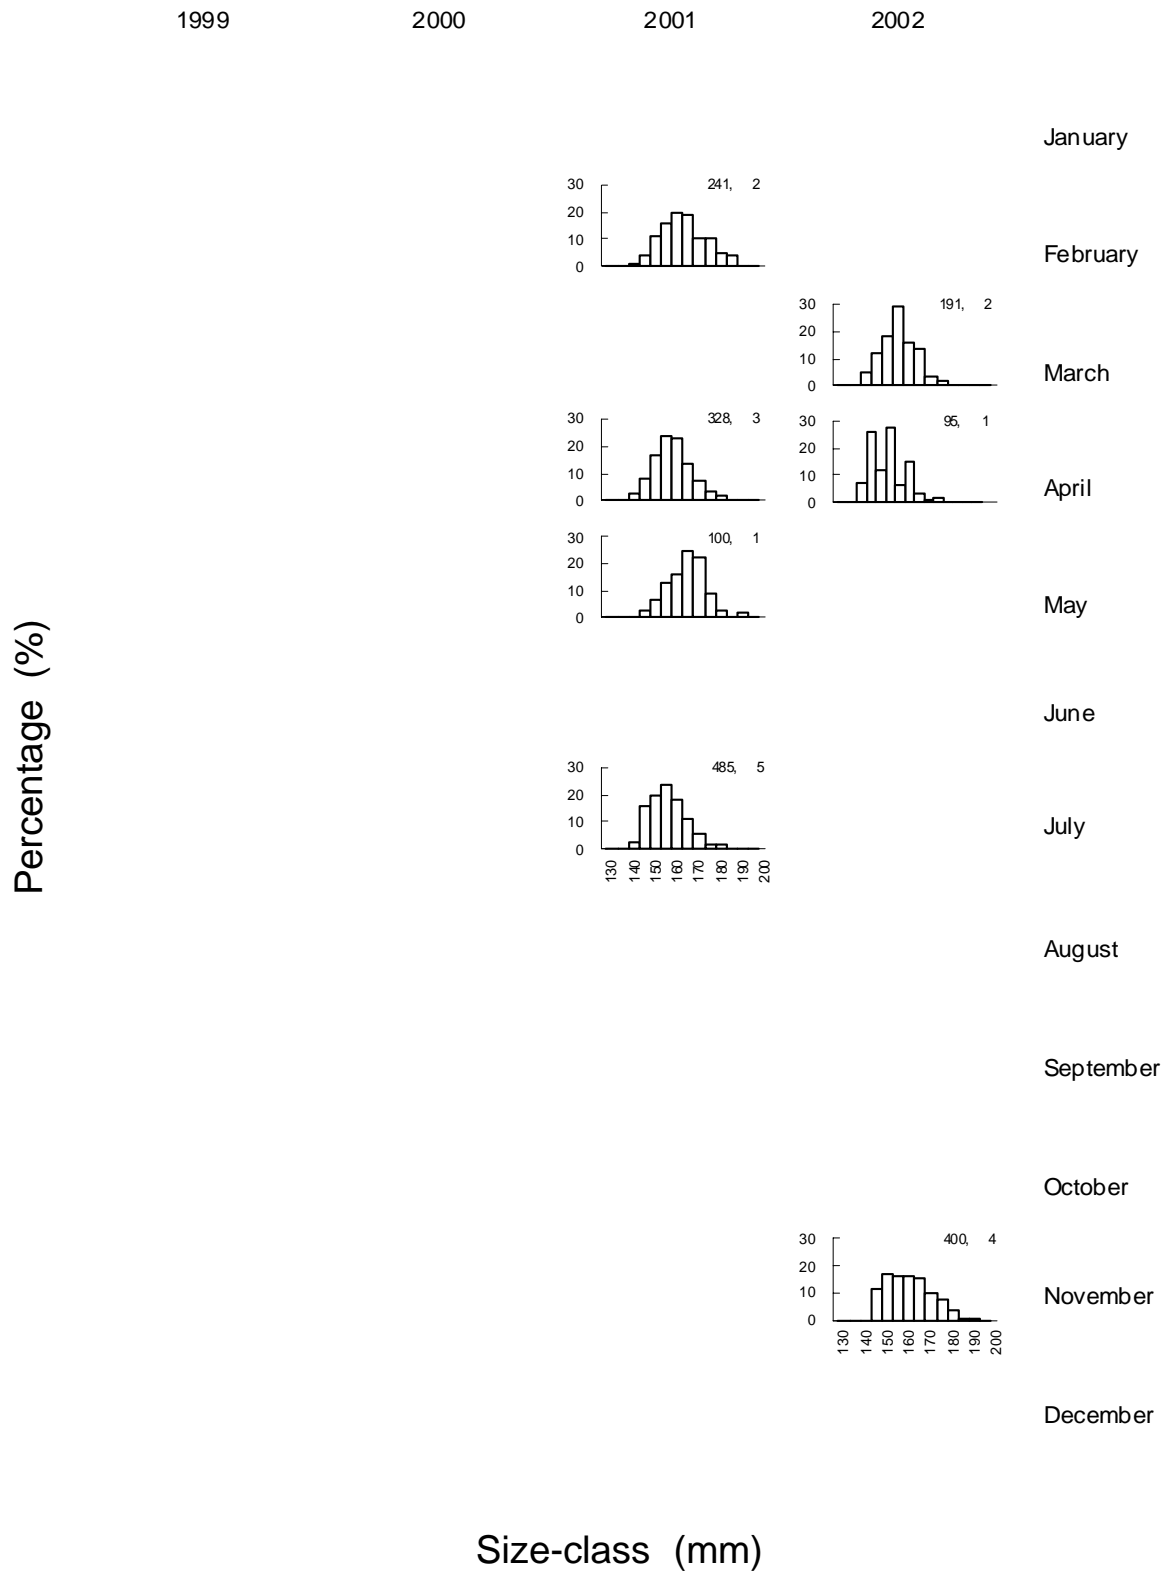 1999 2000 2001 2002
January
30 241, 2
20
10
0
February
30 191, 2
20
10
0
March
30 328, 3
20
10
0
30 95, 1
20
10
0
April
30 100, 1
20
10
0
May
Percentage (%)
June
30 485, 5
20
10
0
130 140 150 160 170 180 190 200
July
August
September
October
30 400, 4
20
10
0
130 140 150 160 170 180 190 200
November
December
Size-class (mm)